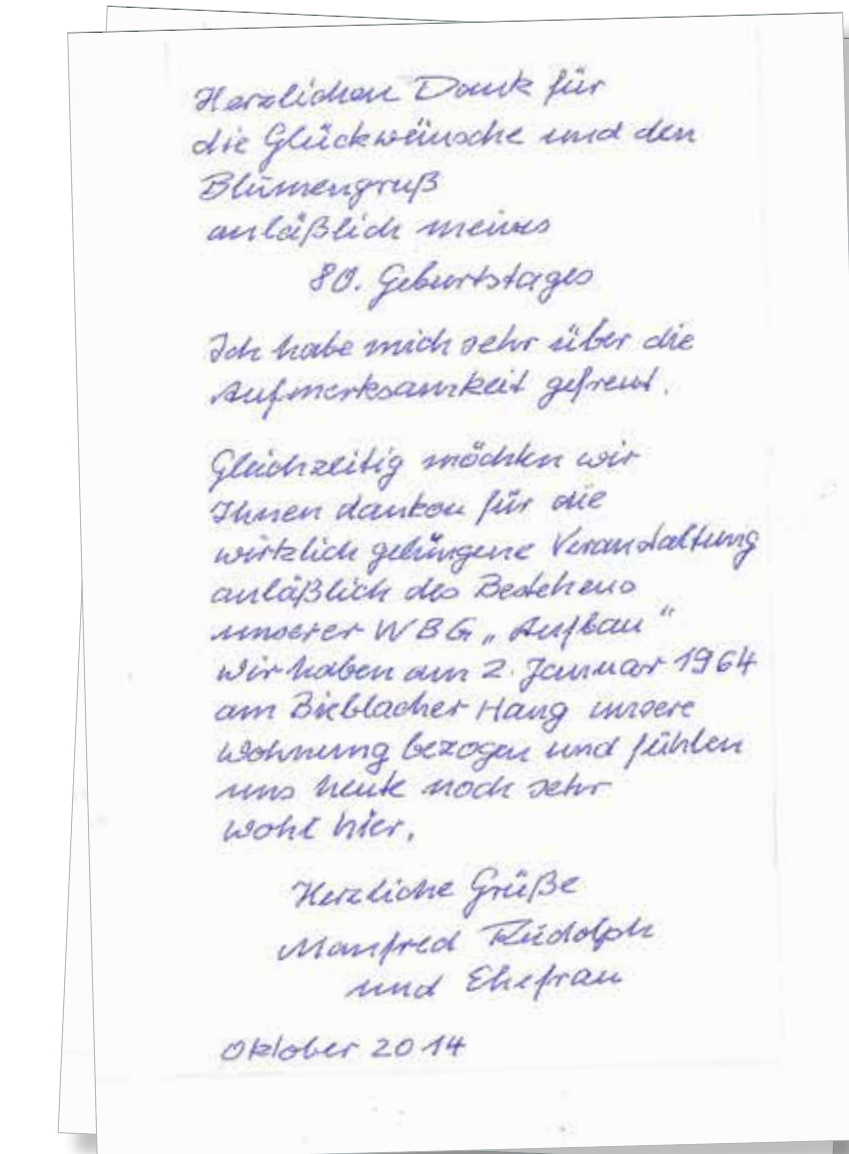 Herzlichen Dank für
die Glückwünsche und den
Blumengruß
anläßlich meines
80. Geburtstages
Ich habe mich sehr über die
Aufmerksamkeit gefreut.
Gleichzeitig möchten wir
Ihnen danken für die
wirklich gelungene Veranstaltung
anläßlich des Bestehens
unserer WBG „Aufbau“
Wir haben am 2. Januar 1964
am Bieblacher Hang unsere
Wohnung bezogen und fühlen
uns heute noch sehr
wohl hier.
Herzliche Grüße
Manfred Rudolph
und Ehefrau
Oktober 2014